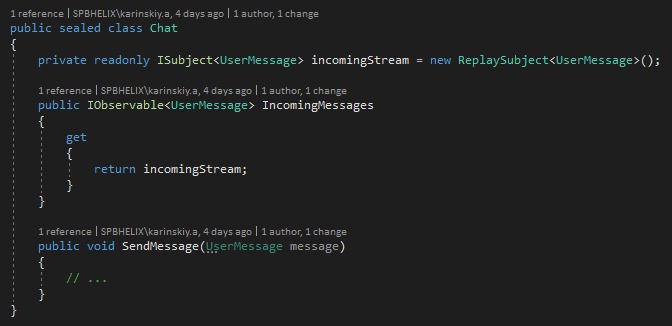 1 reference | SPBHELIX\karinskiy.a, 4 days ago | 1 author, 1 change
public sealed class Chat
{
private readonly ISubject<UserMessage> incomingStream = new ReplaySubject<UserMessage>();
1 reference | SPBHELIX\karinskiy.a, 4 days ago | 1 author, 1 change
public IObservable<UserMessage> IncomingMessages
{
get
{
return incomingStream;
}
}
1 reference | SPBHELIX\karinskiy.a, 4 days ago | 1 author, 1 change
public void SendMessage(UserMessage message)
{
// ...
}
}